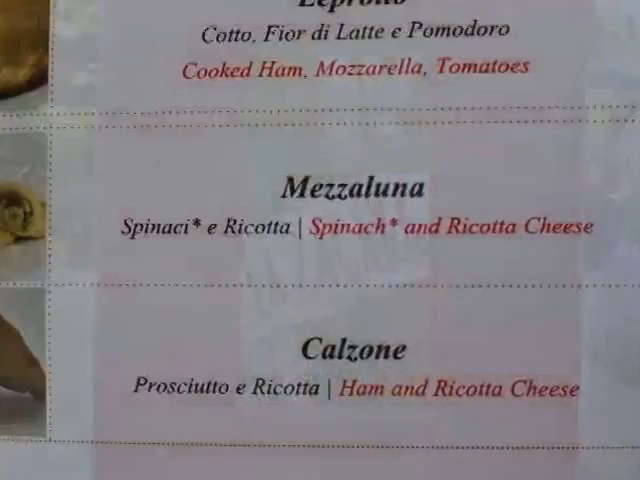 Leprotto
Cotto, Fior di Latte e Pomodoro
Cooked Ham, Mozzarella, Tomatoes
Mezzaluna
Spinaci* e Ricotta | Spinach* and Ricotta Cheese
Calzone
Prosciutto e Ricotta | Ham and Ricotta Cheese